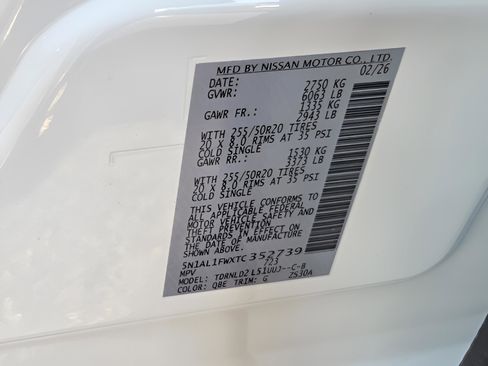 MFD BY NISSAN MOTOR CO., LTD.
DATE: 02/26
GVWR: 2750 KG
6063 LB
GAWR FR.: 1335 KG
2943 LB
WITH 255/50R20 TIRES
20 X 8.0 RIMS AT 35 PSI
COLD SINGLE
GAWR RR.: 1530 KG
3373 LB
WITH 255/50R20 TIRES
20 X 8.0 RIMS AT 35 PSI
COLD SINGLE
THIS VEHICLE CONFORMS TO
ALL APPLICABLE FEDERAL
MOTOR VEHICLE SAFETY AND
THEFT PREVENTION
STANDARDS IN EFFECT ON
THE DATE OF MANUFACTURE
5N1AL1FWXTC352739
MPV 723
MODEL: TDRNLD2L51UUJ--C-B
COLOR: QBE TRIM: G ZS30A